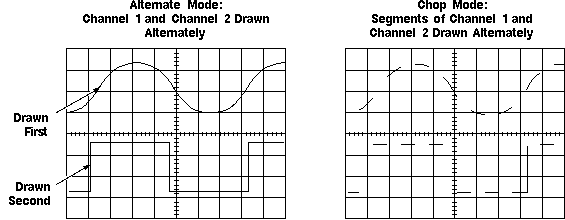 Alternate Mode:
Channel 1 and Channel 2 Drawn
Alternately
Chop Mode:
Segments of Channel 1 and
Channel 2 Drawn Alternately
Drawn
First
Drawn
Second